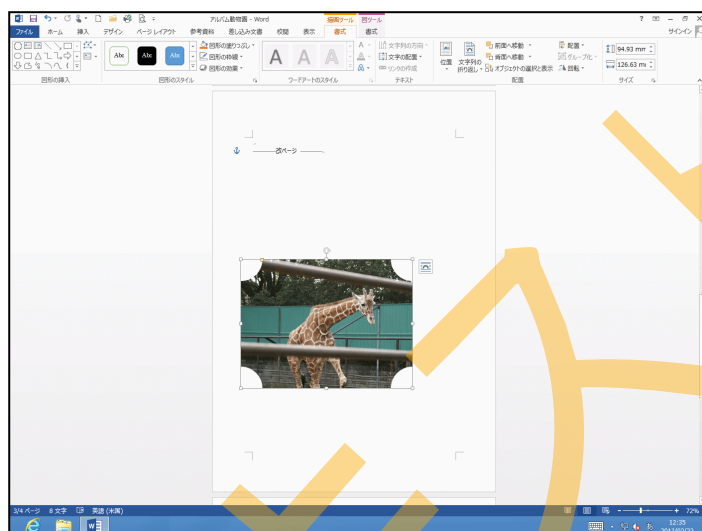 アルバム動物園 - Word
描画ツール 図ツール
ファイル ホーム 挿入 デザイン ページ レイアウト 参考資料 差し込み文書 校閲 表示 書式 書式 サインイン
図形の塗りつぶし
図形の枠線
図形の効果
Abc Abc Abc
A A A
文字列の方向
文字の配置
リンクの作成
位置 文字列の折り返し
前面へ移動
背面へ移動
オブジェクトの選択と表示
配置
グループ化
回転
94.93 mm
126.63 mm
図形の挿入 図形のスタイル ワードアートのスタイル テキスト 配置 サイズ
改ページ
3/4 ページ 8 文字 英語 (米国) 72%
12:35